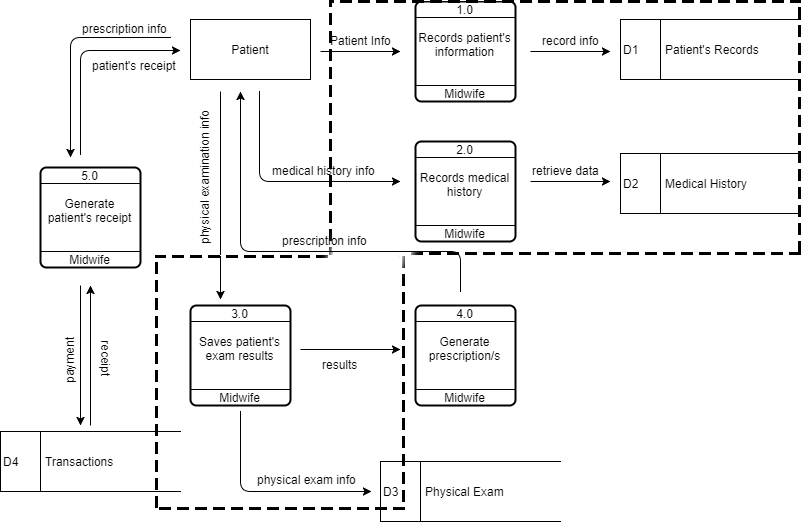 prescription info
patient's receipt
Patient
Patient Info
1.0
Records patient's
information
Midwife
record info
D1
Patient's Records
physical examination info
medical history info
2.0
Records medical
history
Midwife
retrieve data
D2
Medical History
5.0
Generate
patient's receipt
Midwife
prescription info
3.0
Saves patient's
exam results
Midwife
results
4.0
Generate
prescription/s
Midwife
payment
receipt
D4
Transactions
physical exam info
D3
Physical Exam